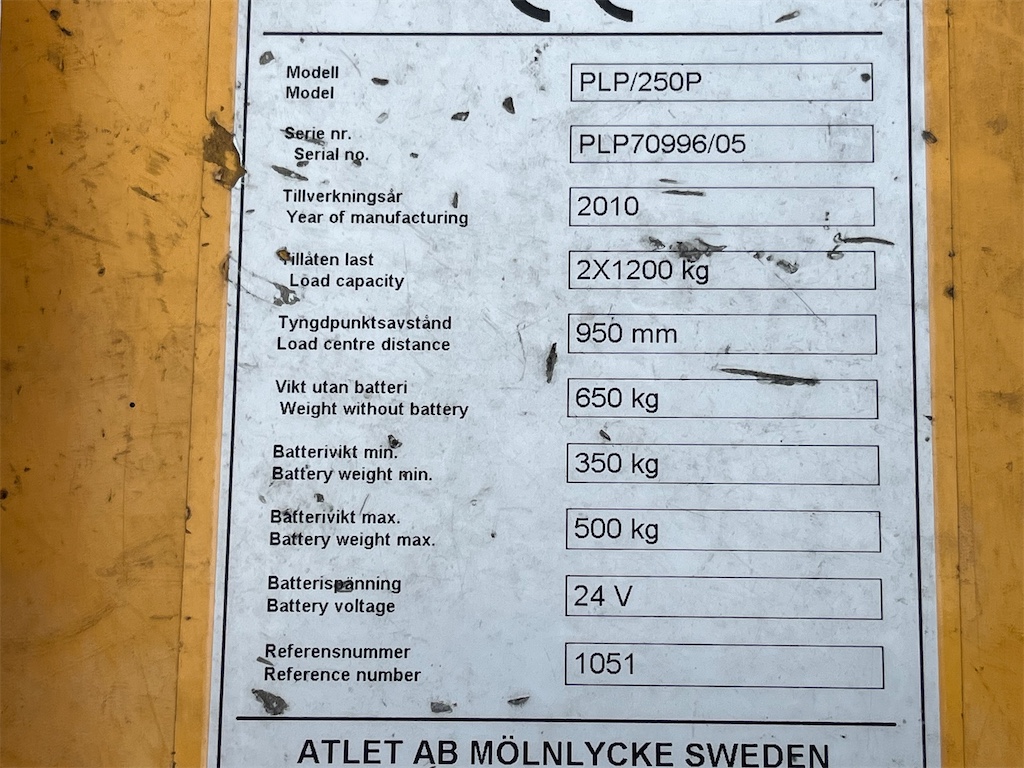 Modell
Model
PLP/250P
Serie nr.
Serial no.
PLP70996/05
Tillverkningsår
Year of manufacturing
2010
Tillåten last
Load capacity
2X1200 kg
Tyngdpunktsavstånd
Load centre distance
950 mm
Vikt utan batteri
Weight without battery
650 kg
Batterivikt min.
Battery weight min.
350 kg
Batterivikt max.
Battery weight max.
500 kg
Batterispänning
Battery voltage
24 V
Referensnummer
Reference number
1051
ATLET AB MÖLNLYCKE SWEDEN